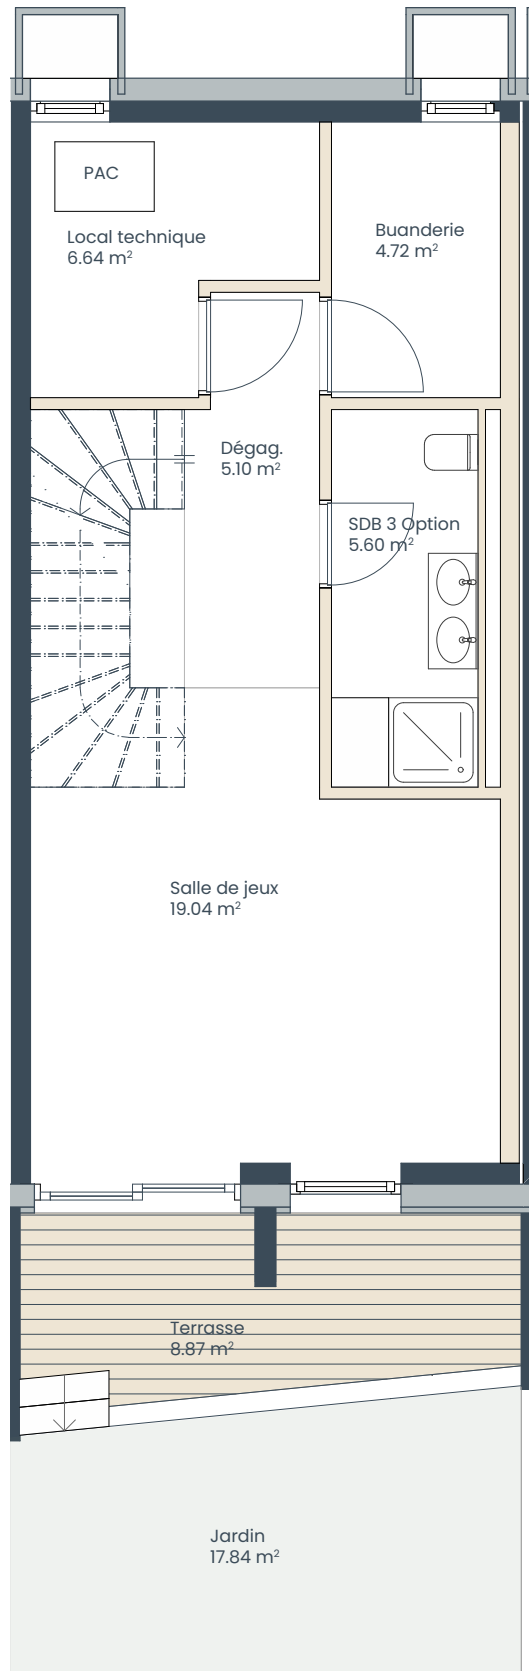 PAC
Local technique
6.64 m²
Buanderie
4.72 m²
Dégag.
5.10 m²
SDB 3 Option
5.60 m²
Salle de jeux
19.04 m²
Terrasse
8.87 m²
Jardin
17.84 m²